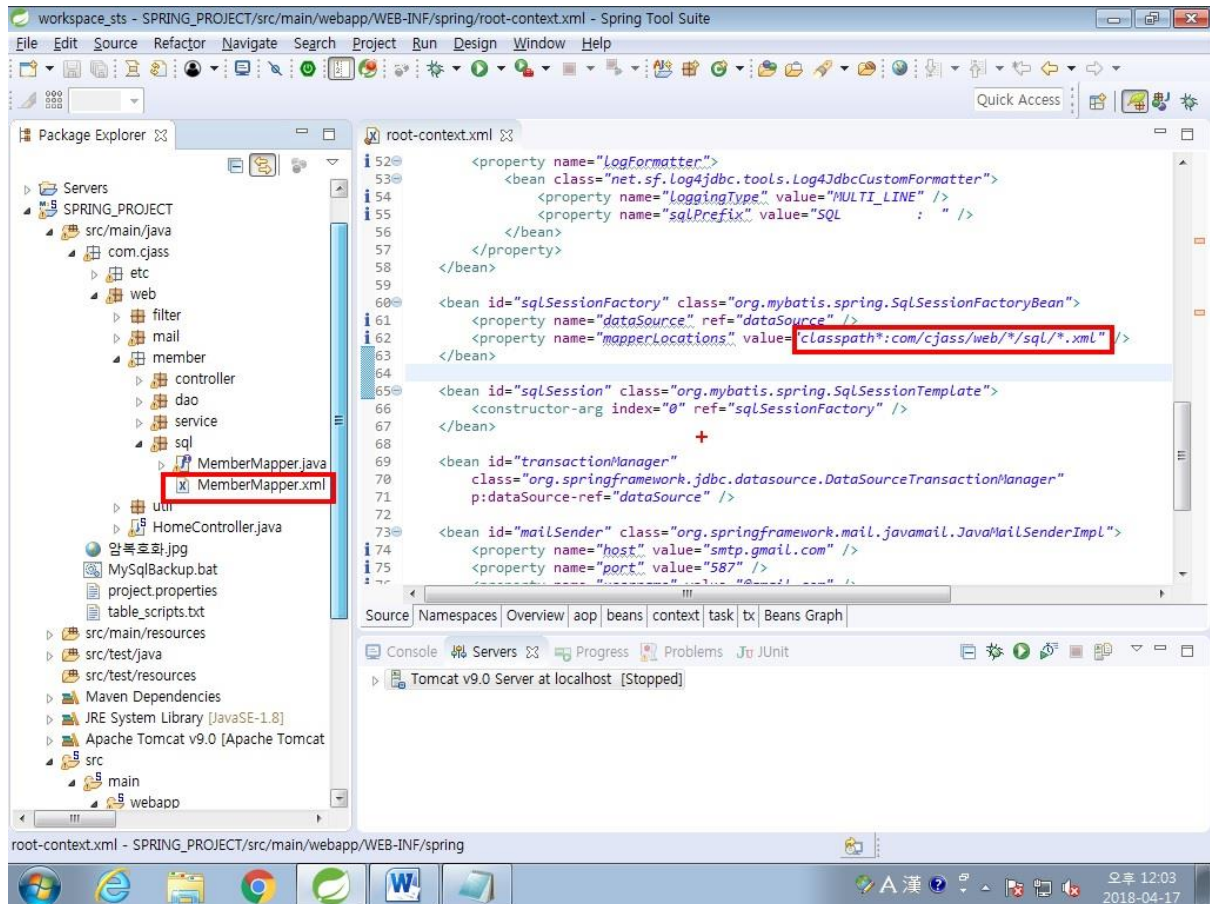 workspace_sts - SPRING_PROJECT/src/main/webapp/WEB-INF/spring/root-context.xml - Spring Tool Suite
File Edit Source Refactor Navigate Search Project Run Design Window Help
Quick Access
Package Explorer
Servers
SPRING_PROJECT
src/main/java
com.cjass
etc
web
filter
mail
member
controller
dao
service
sql
MemberMapper.java
MemberMapper.xml
util
HomeController.java
암복호화.jpg
MySqlBackup.bat
project.properties
table_scripts.txt
src/main/resources
src/test/java
src/test/resources
Maven Dependencies
JRE System Library [JavaSE-1.8]
Apache Tomcat v9.0 [Apache Tomcat
src
main
webapp
root-context.xml
52 <property name="logFormatter">
53 <bean class="net.sf.log4jdbc.tools.Log4JdbcCustomFormatter">
54 <property name="loggingType" value="MULTI_LINE" />
55 <property name="sqlPrefix" value="SQL : " />
56 </bean>
57 </property>
58 </bean>
59
60 <bean id="sqlSessionFactory" class="org.mybatis.spring.SqlSessionFactoryBean">
61 <property name="dataSource" ref="dataSource" />
62 <property name="mapperLocations" value="classpath*:com/cjass/web/*/sql/*.xml" />
63 </bean>
64
65 <bean id="sqlSession" class="org.mybatis.spring.SqlSessionTemplate">
66 <constructor-arg index="0" ref="sqlSessionFactory" />
67 </bean>
68
69 <bean id="transactionManager"
70 class="org.springframework.jdbc.datasource.DataSourceTransactionManager"
71 p:dataSource-ref="dataSource" />
72
73 <bean id="mailSender" class="org.springframework.mail.javamail.JavaMailSenderImpl">
74 <property name="host" value="smtp.gmail.com" />
75 <property name="port" value="587" />
Source Namespaces Overview aop beans context task tx Beans Graph
Console Servers Progress Problems JUnit
Tomcat v9.0 Server at localhost [Stopped]
root-context.xml - SPRING_PROJECT/src/main/webapp/WEB-INF/spring
A 漢
오후 12:03
2018-04-17